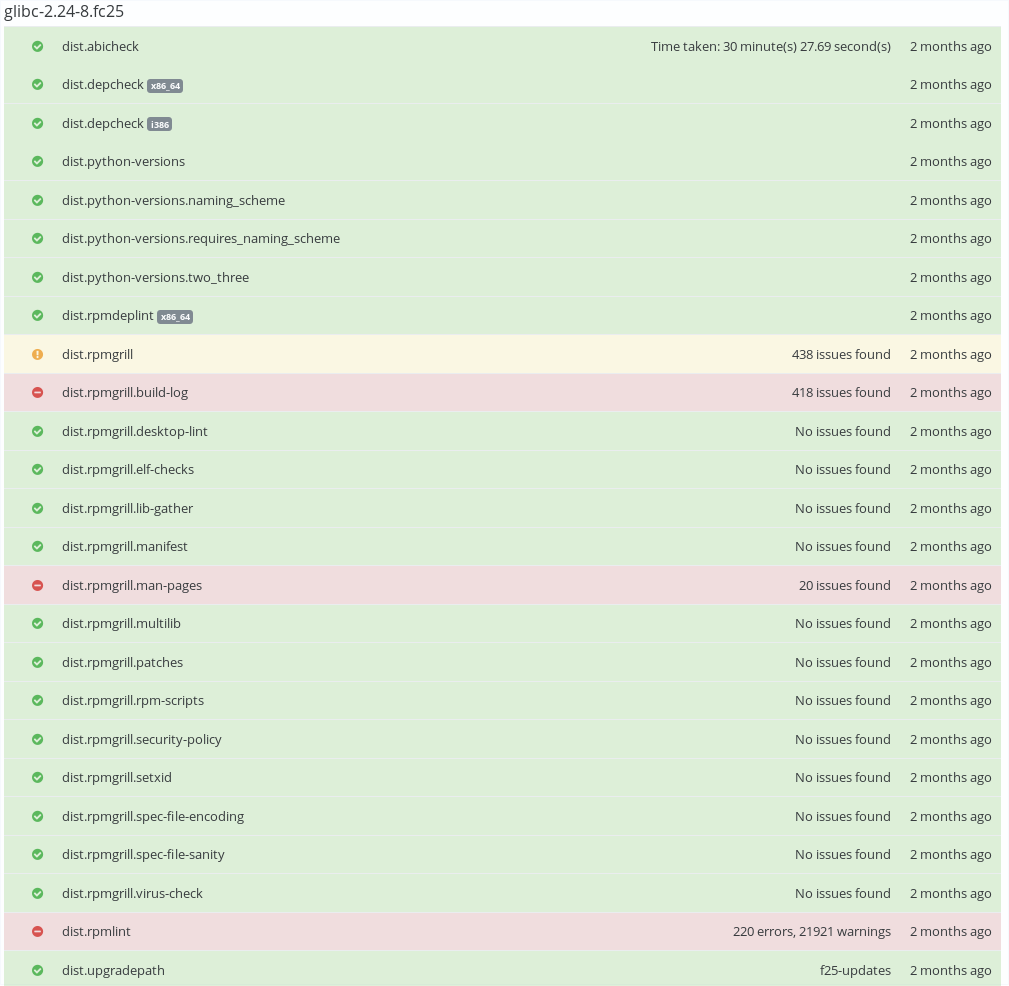 glibc-2.24-8.fc25
dist.abicheck Time taken: 30 minute(s) 27.69 second(s) 2 months ago
dist.depcheck x86_64 2 months ago
dist.depcheck i386 2 months ago
dist.python-versions 2 months ago
dist.python-versions.naming_scheme 2 months ago
dist.python-versions.requires_naming_scheme 2 months ago
dist.python-versions.two_three 2 months ago
dist.rpmdeplint x86_64 2 months ago
dist.rpmgrill 438 issues found 2 months ago
dist.rpmgrill.build-log 418 issues found 2 months ago
dist.rpmgrill.desktop-lint No issues found 2 months ago
dist.rpmgrill.elf-checks No issues found 2 months ago
dist.rpmgrill.lib-gather No issues found 2 months ago
dist.rpmgrill.manifest No issues found 2 months ago
dist.rpmgrill.man-pages 20 issues found 2 months ago
dist.rpmgrill.multilib No issues found 2 months ago
dist.rpmgrill.patches No issues found 2 months ago
dist.rpmgrill.rpm-scripts No issues found 2 months ago
dist.rpmgrill.security-policy No issues found 2 months ago
dist.rpmgrill.setxid No issues found 2 months ago
dist.rpmgrill.spec-file-encoding No issues found 2 months ago
dist.rpmgrill.spec-file-sanity No issues found 2 months ago
dist.rpmgrill.virus-check No issues found 2 months ago
dist.rpmlint 220 errors, 21921 warnings 2 months ago
dist.upgradepath f25-updates 2 months ago